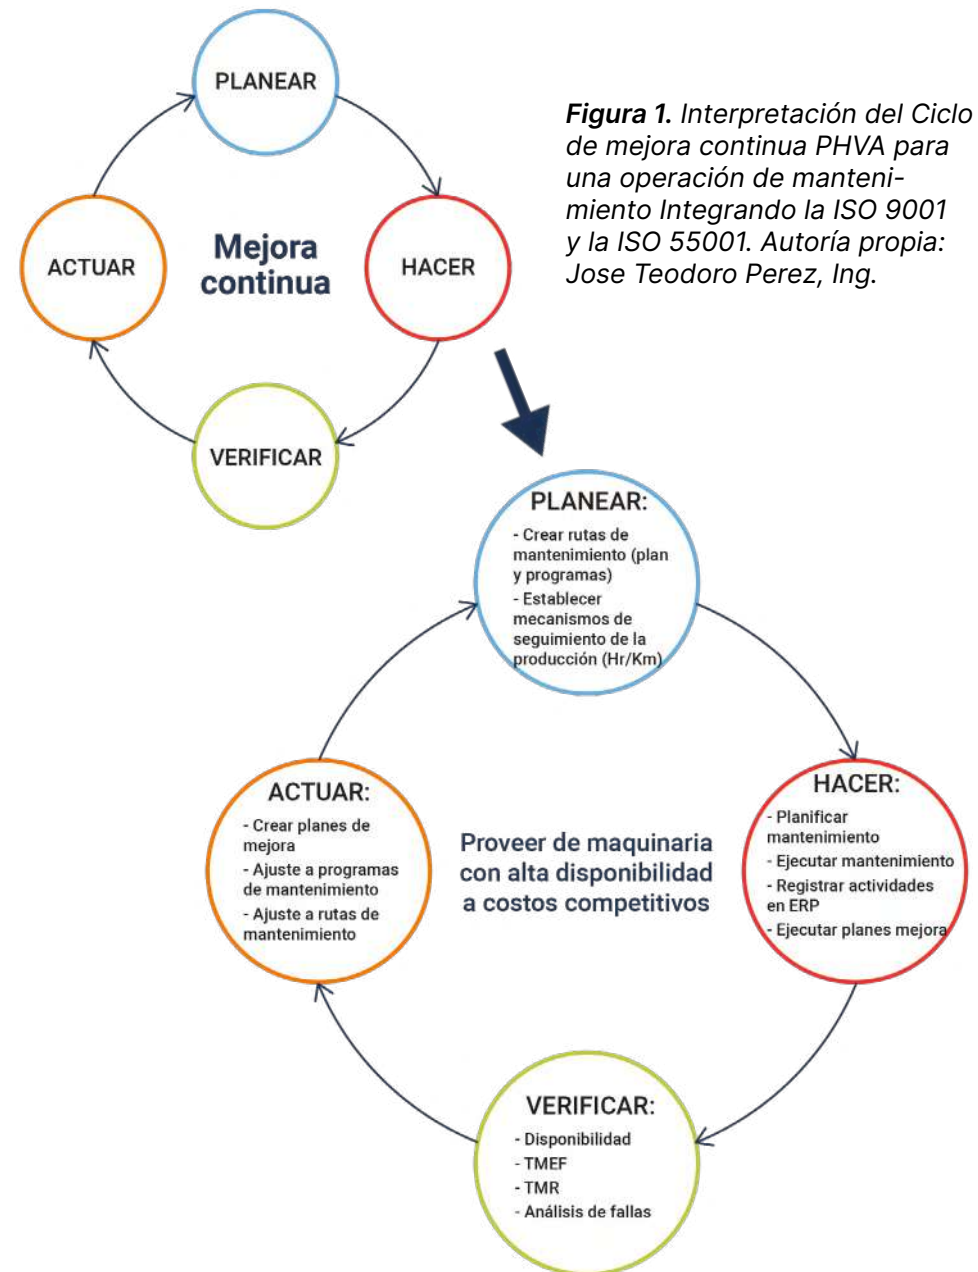 PLANEAR
Figura 1. Interpretación del Ciclo
de mejora continua PHVA para
una operación de manteni-
miento Integrando la ISO 9001
y la ISO 55001. Autoría propia:
Jose Teodoro Perez, Ing.
ACTUAR
Mejora
continua
HACER
VERIFICAR
PLANEAR:
- Crear rutas de
mantenimiento (plan
y programas)
- Establecer
mecanismos de
seguimiento de la
producción (Hr/Km)
ACTUAR:
- Crear planes de
mejora
- Ajuste a programas
de mantenimiento
- Ajuste a rutas de
mantenimiento
Proveer de maquinaria
con alta disponibilidad
a costos competitivos
HACER:
- Planificar
mantenimiento
- Ejecutar mantenimiento
- Registrar actividades
en ERP
- Ejecutar planes mejora
VERIFICAR:
- Disponibilidad
- TMEF
- TMR
- Análisis de fallas